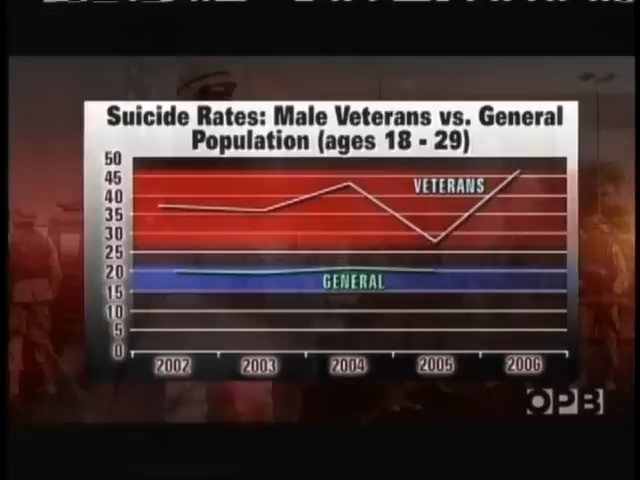 Suicide Rates: Male Veterans vs. General
Population (ages 18 - 29)
50
45
40
35
30
25
20
15
10
5
0
VETERANS
GENERAL
2002 2003 2004 2005 2006
OPB